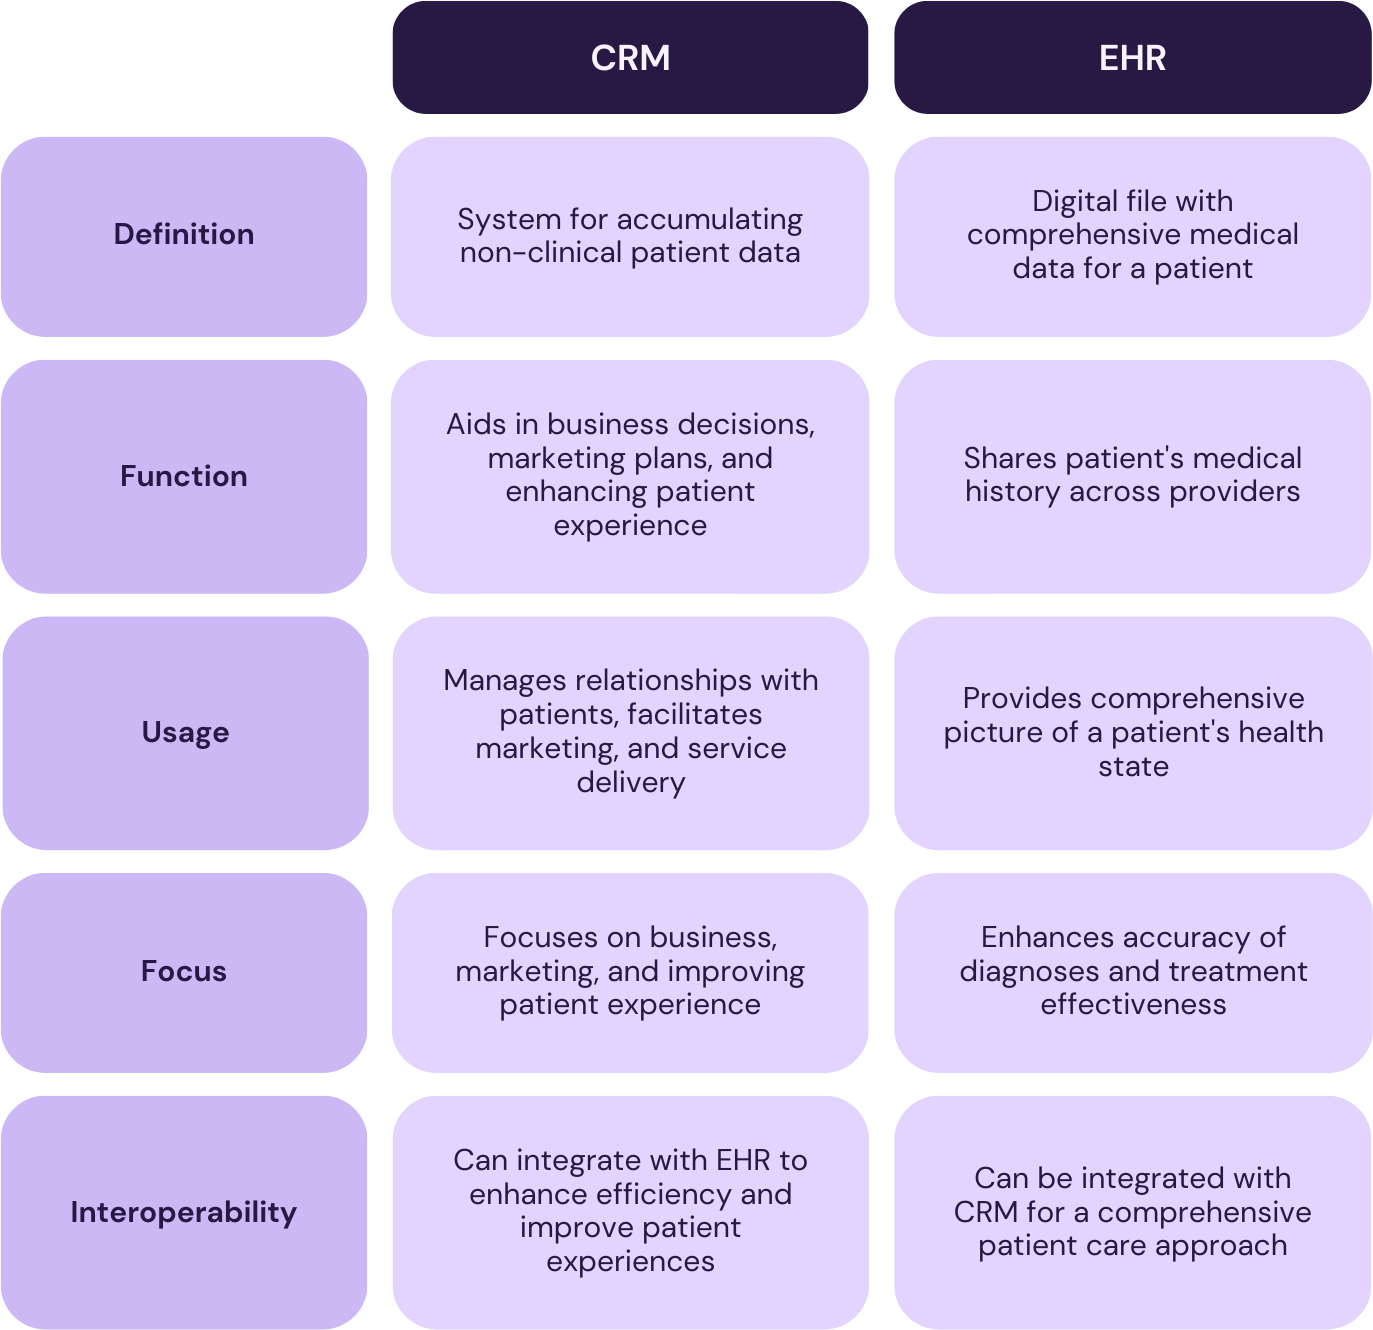 CRM
EHR
Definition
System for accumulating
non-clinical patient data
Digital file with
comprehensive medical
data for a patient
Function
Aids in business decisions,
marketing plans, and
enhancing patient
experience
Shares patient's medical
history across providers
Usage
Manages relationships with
patients, facilitates
marketing, and service
delivery
Provides comprehensive
picture of a patient's health
state
Focus
Focuses on business,
marketing, and improving
patient experience
Enhances accuracy of
diagnoses and treatment
effectiveness
Interoperability
Can integrate with EHR to
enhance efficiency and
improve patient
experiences
Can be integrated with
CRM for a comprehensive
patient care approach